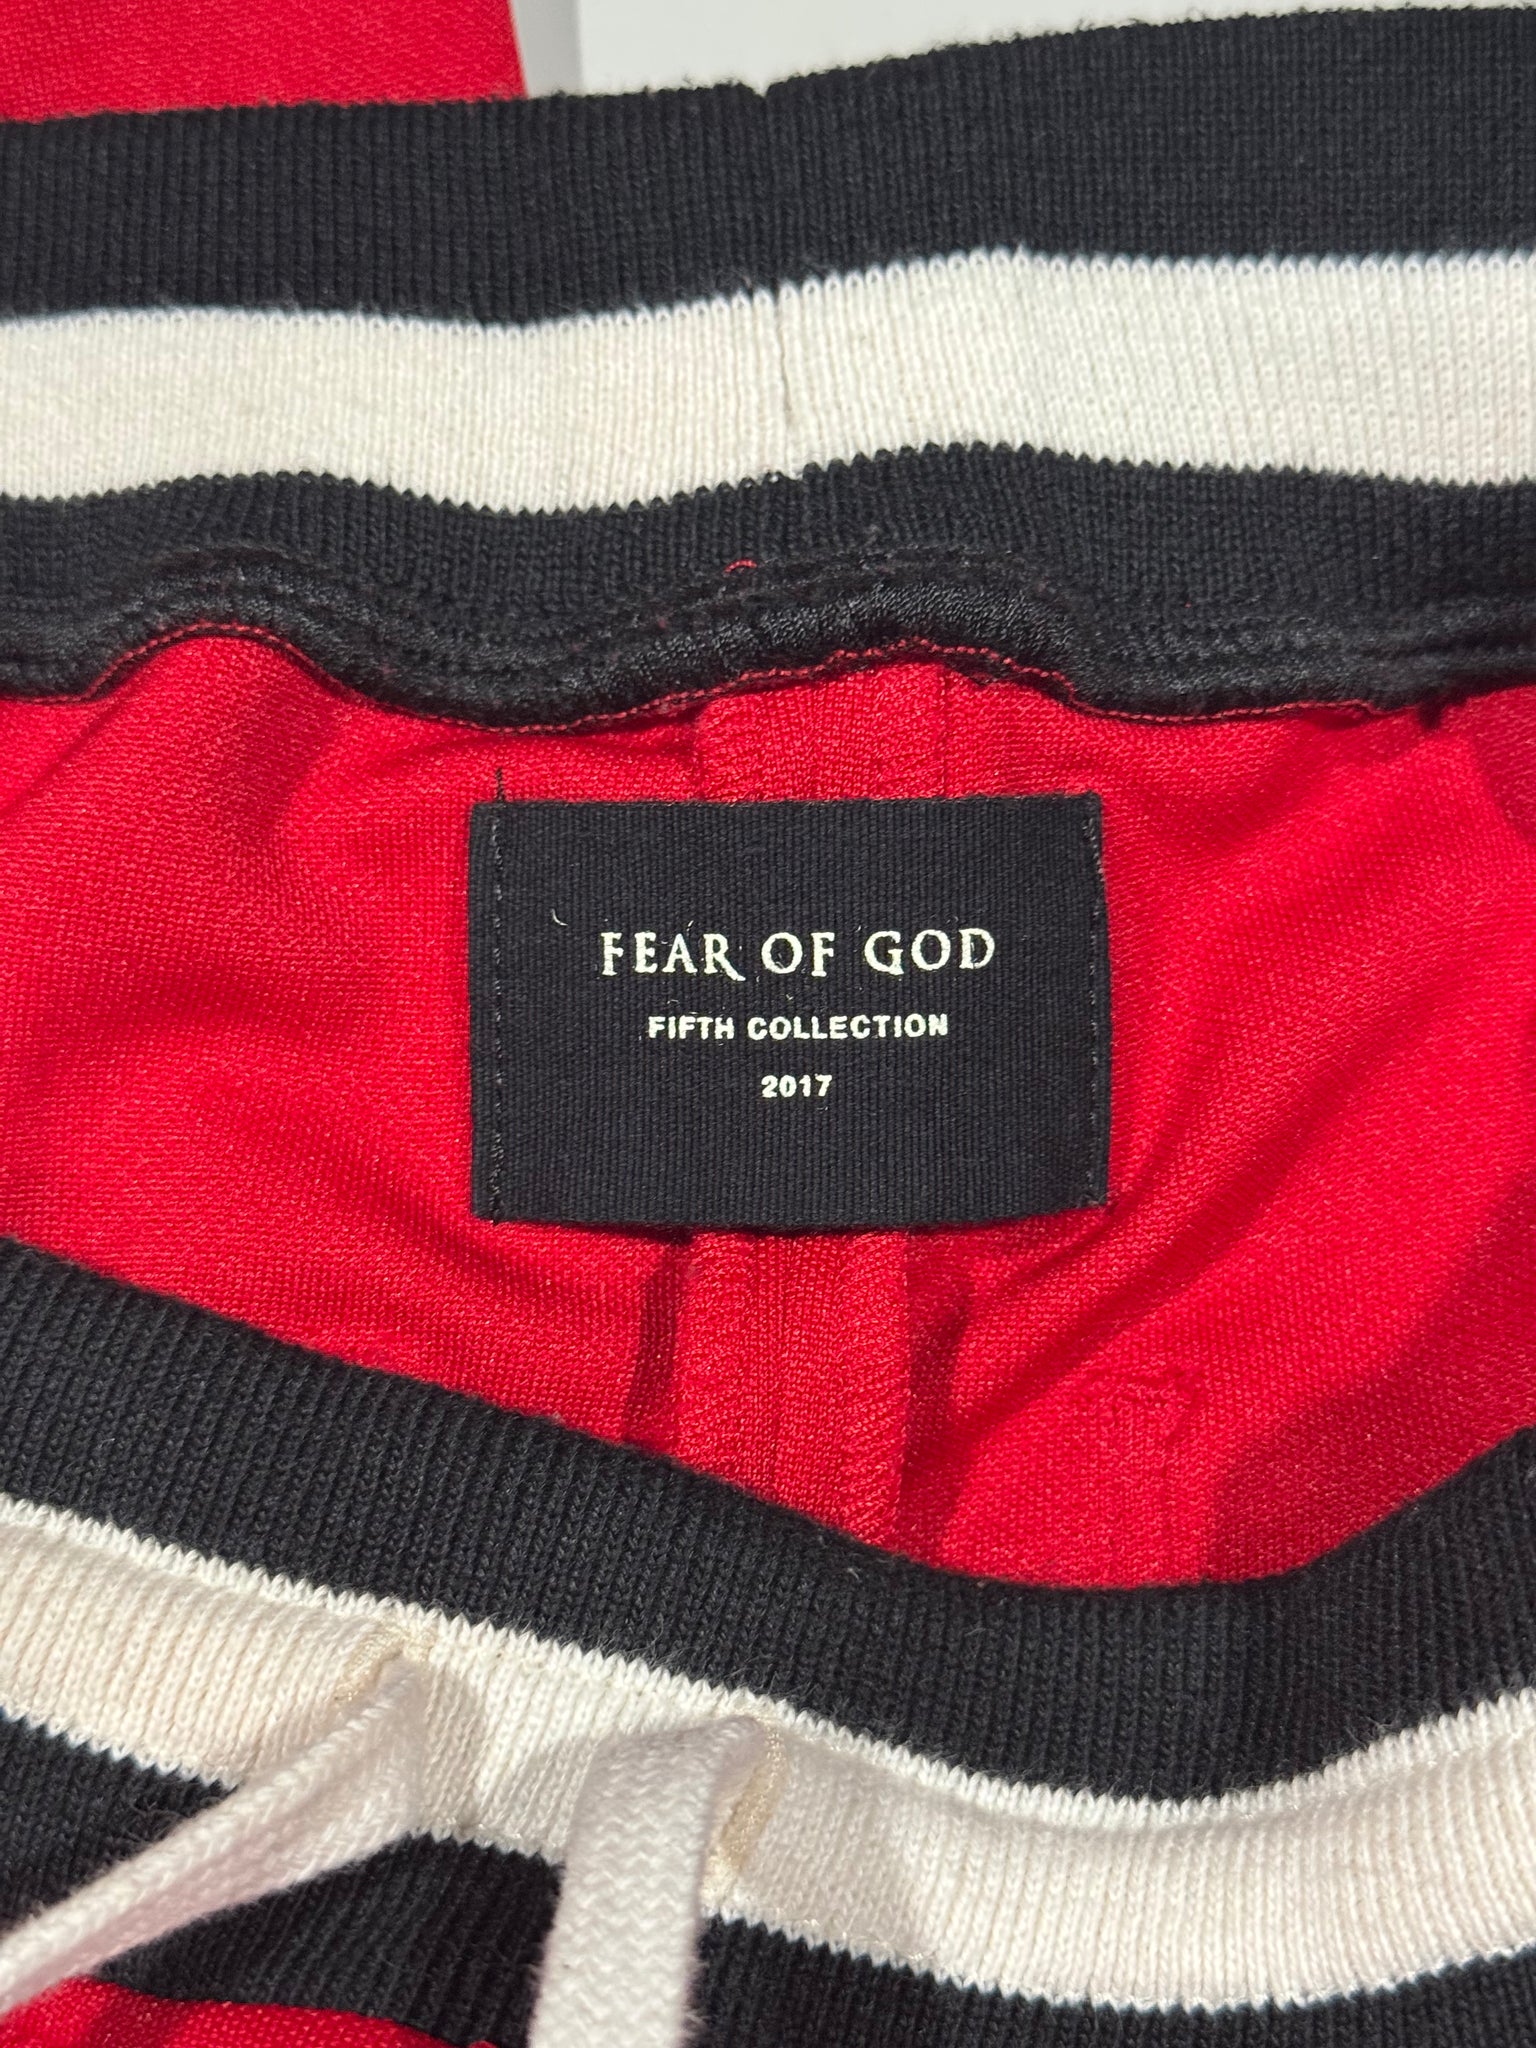 FEAR OF GOD
FIFTH COLLECTION
2017